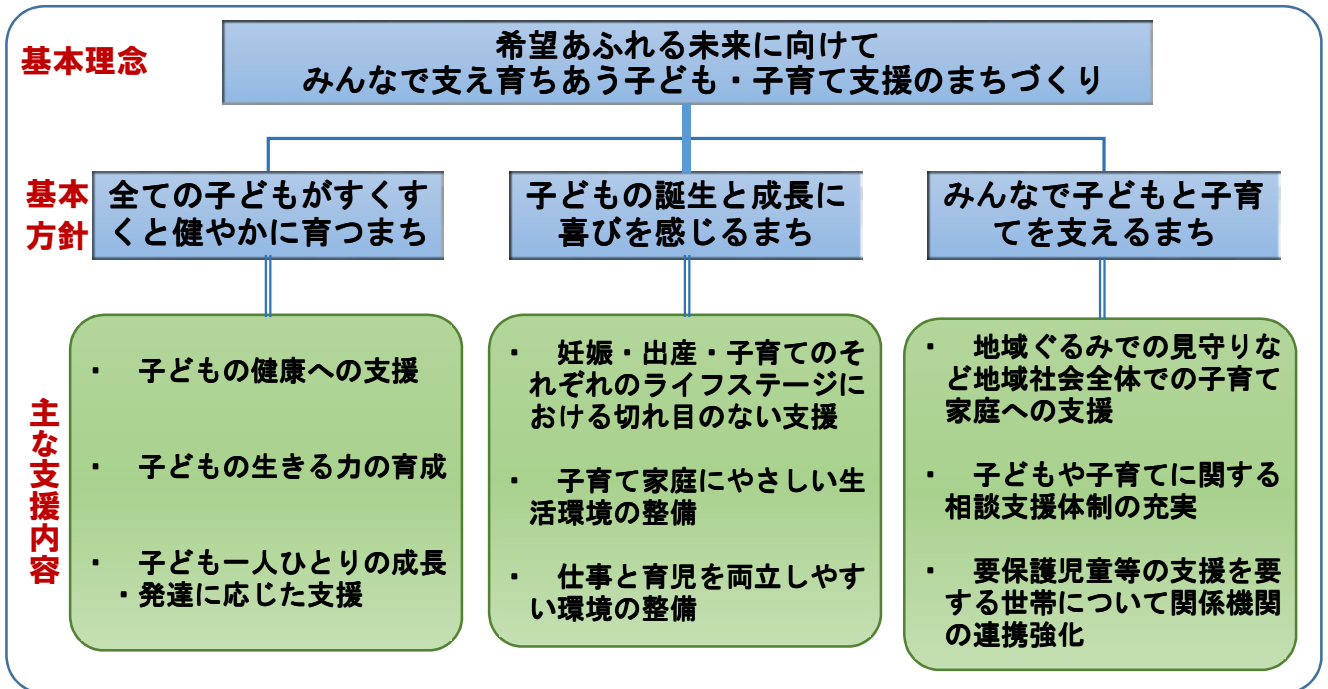 基本理念
希望あふれる未来に向けて
みんなで支え育ちあう子ども・子育て支援のまちづくり
基本
方針
全ての子どもがすくす
くと健やかに育つまち
子どもの誕生と成長に
喜びを感じるまち
みんなで子どもと子育
てを支えるまち
主な支援内容
・ 子どもの健康への支援
・ 子どもの生きる力の育成
・ 子ども一人ひとりの成長
・発達に応じた支援
・ 妊娠・出産・子育てのそ
れぞれのライフステージに
おける切れ目のない支援
・ 子育て家庭にやさしい生
活環境の整備
・ 仕事と育児を両立しやす
い環境の整備
・ 地域ぐるみでの見守りな
ど地域社会全体での子育て
家庭への支援
・ 子どもや子育てに関する
相談支援体制の充実
・ 要保護児童等の支援を要
する世帯について関係機関
の連携強化